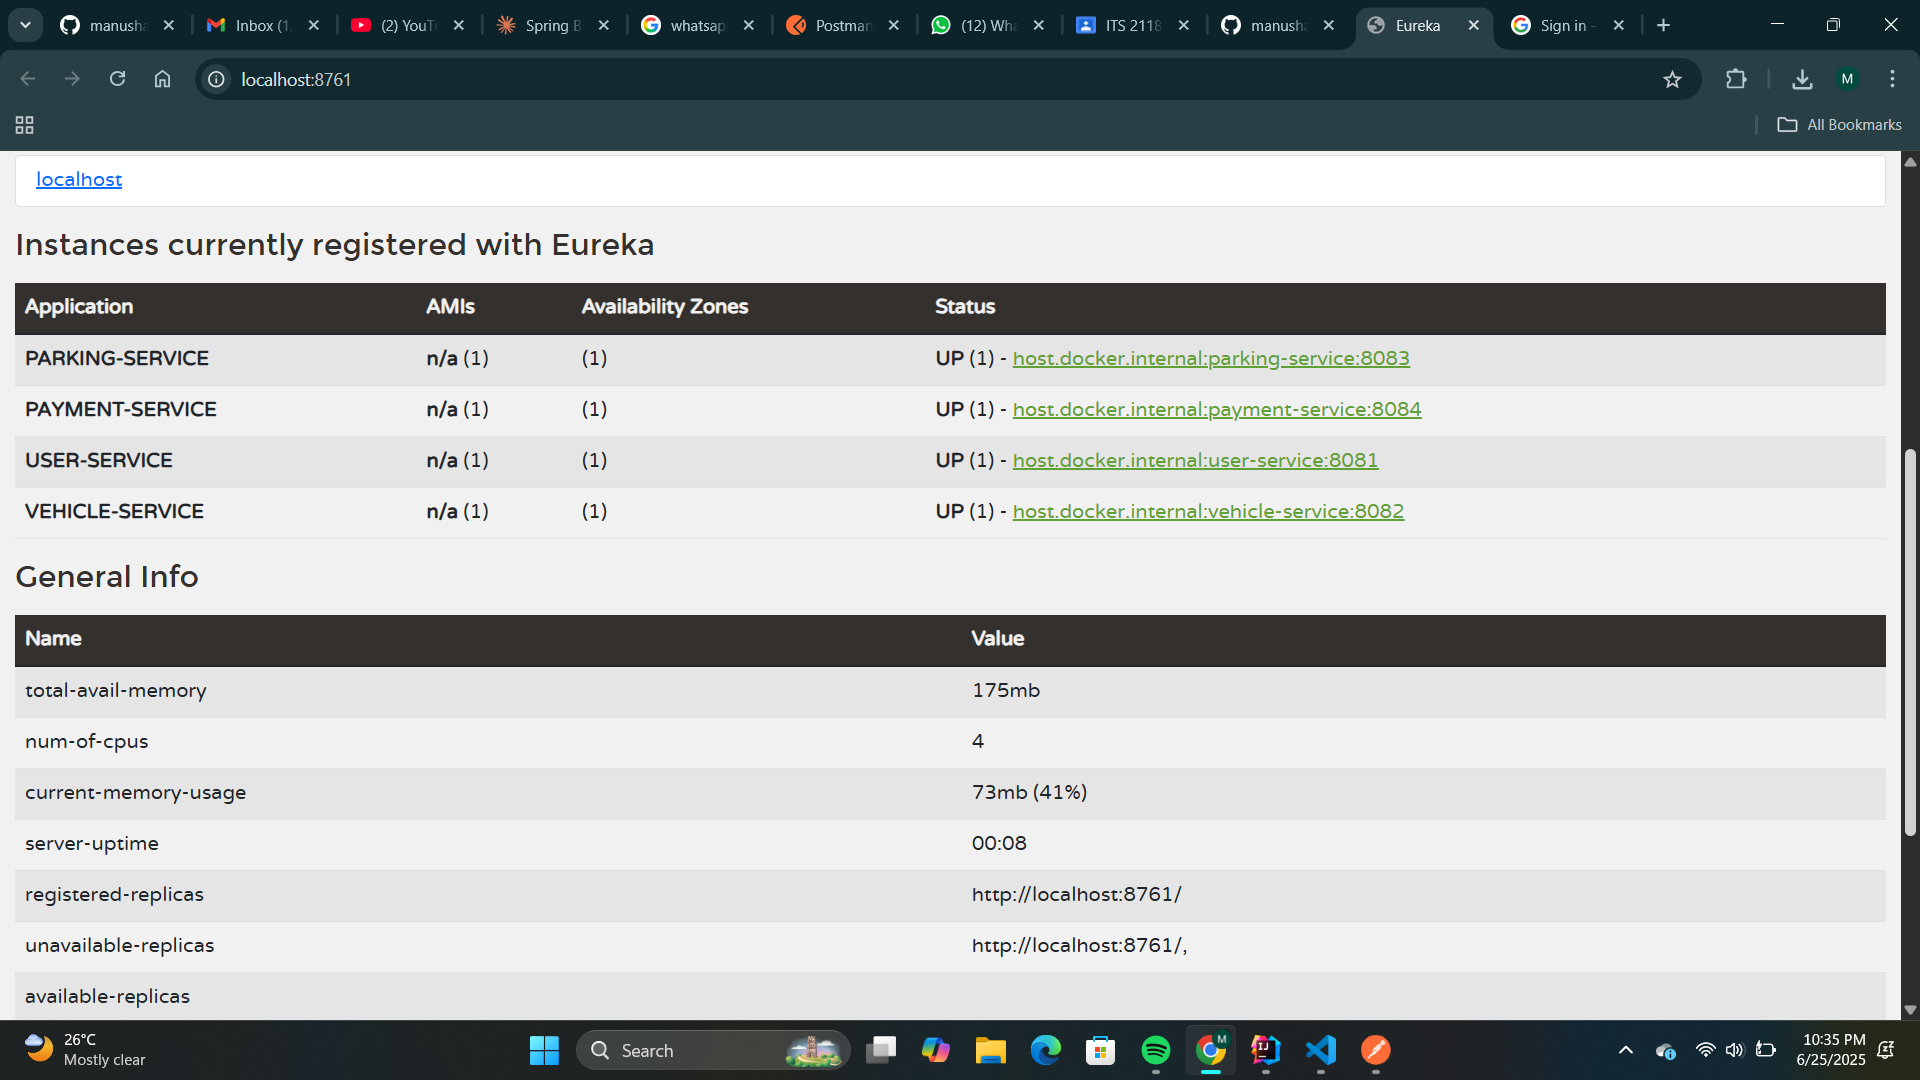 manusha
Inbox (1,
(2) YouTu
Spring B
whatsap
Postman
(12) Wha
ITS 2118
manusha
Eureka
Sign in -
localhost:8761
M
All Bookmarks
localhost
Instances currently registered with Eureka
Application AMIs Availability Zones Status
PARKING-SERVICE n/a (1) (1) UP (1) - host.docker.internal:parking-service:8083
PAYMENT-SERVICE n/a (1) (1) UP (1) - host.docker.internal:payment-service:8084
USER-SERVICE n/a (1) (1) UP (1) - host.docker.internal:user-service:8081
VEHICLE-SERVICE n/a (1) (1) UP (1) - host.docker.internal:vehicle-service:8082
General Info
Name Value
total-avail-memory 175mb
num-of-cpus 4
current-memory-usage 73mb (41%)
server-uptime 00:08
registered-replicas http://localhost:8761/
unavailable-replicas http://localhost:8761/,
available-replicas
26°C
Mostly clear
Search
M
10:35 PM
6/25/2025